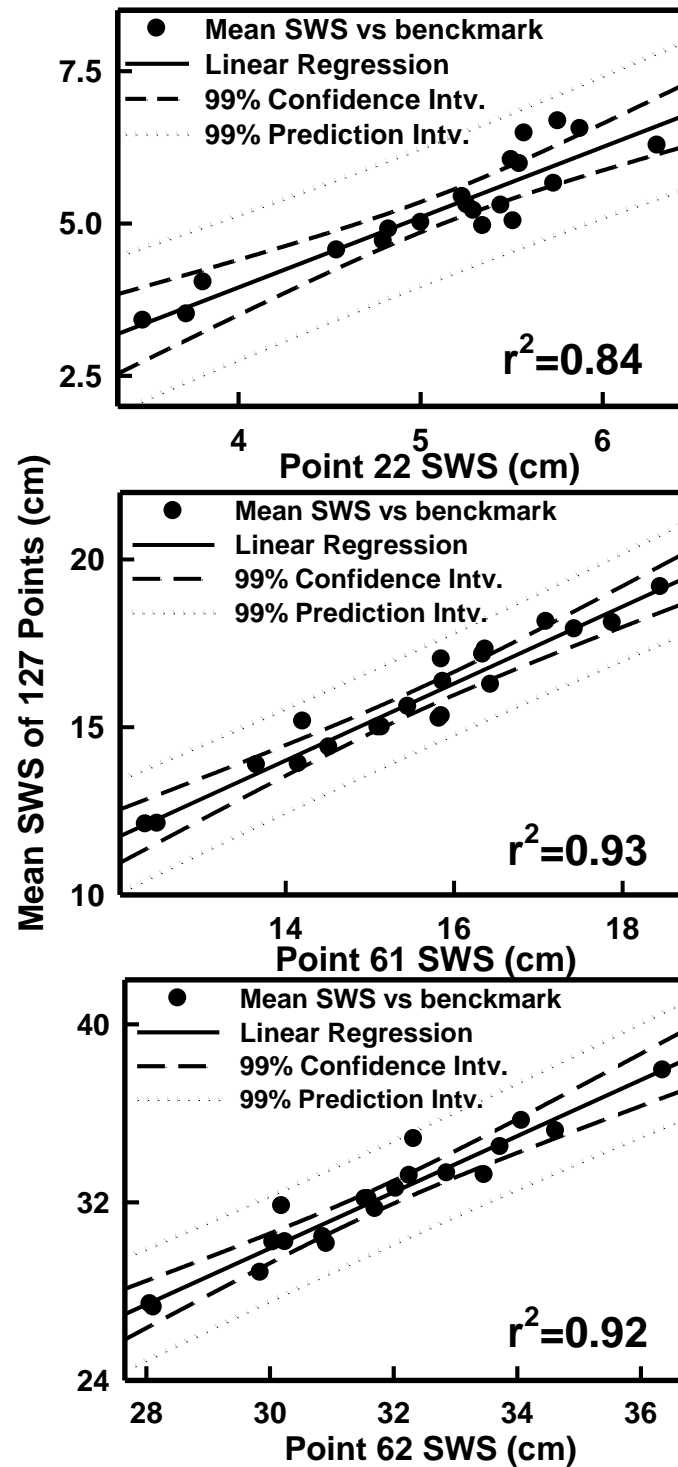 Mean SWS vs benckmark
Linear Regression
99% Confidence Intv.
99% Prediction Intv.
7.5
5.0
2.5
r²=0.84
4 5 6
Point 22 SWS (cm)
Mean SWS of 127 Points (cm)
Mean SWS vs benckmark
Linear Regression
99% Confidence Intv.
99% Prediction Intv.
20
15
10
r²=0.93
14 16 18
Point 61 SWS (cm)
Mean SWS vs benckmark
Linear Regression
99% Confidence Intv.
99% Prediction Intv.
40
32
24
r²=0.92
28 30 32 34 36
Point 62 SWS (cm)